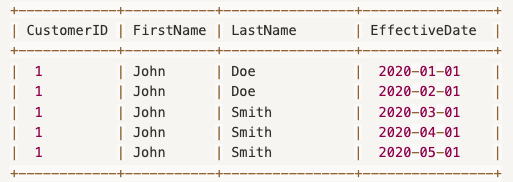 +------------+-----------+----------------+-----------------+
| CustomerID | FirstName | LastName       | EffectiveDate   |
+------------+-----------+----------------+-----------------+
|  1         | John      | Doe            |  2020-01-01     |
|  1         | John      | Doe            |  2020-02-01     |
|  1         | John      | Smith          |  2020-03-01     |
|  1         | John      | Smith          |  2020-04-01     |
|  1         | John      | Smith          |  2020-05-01     |
+------------+-----------+----------------+-----------------+